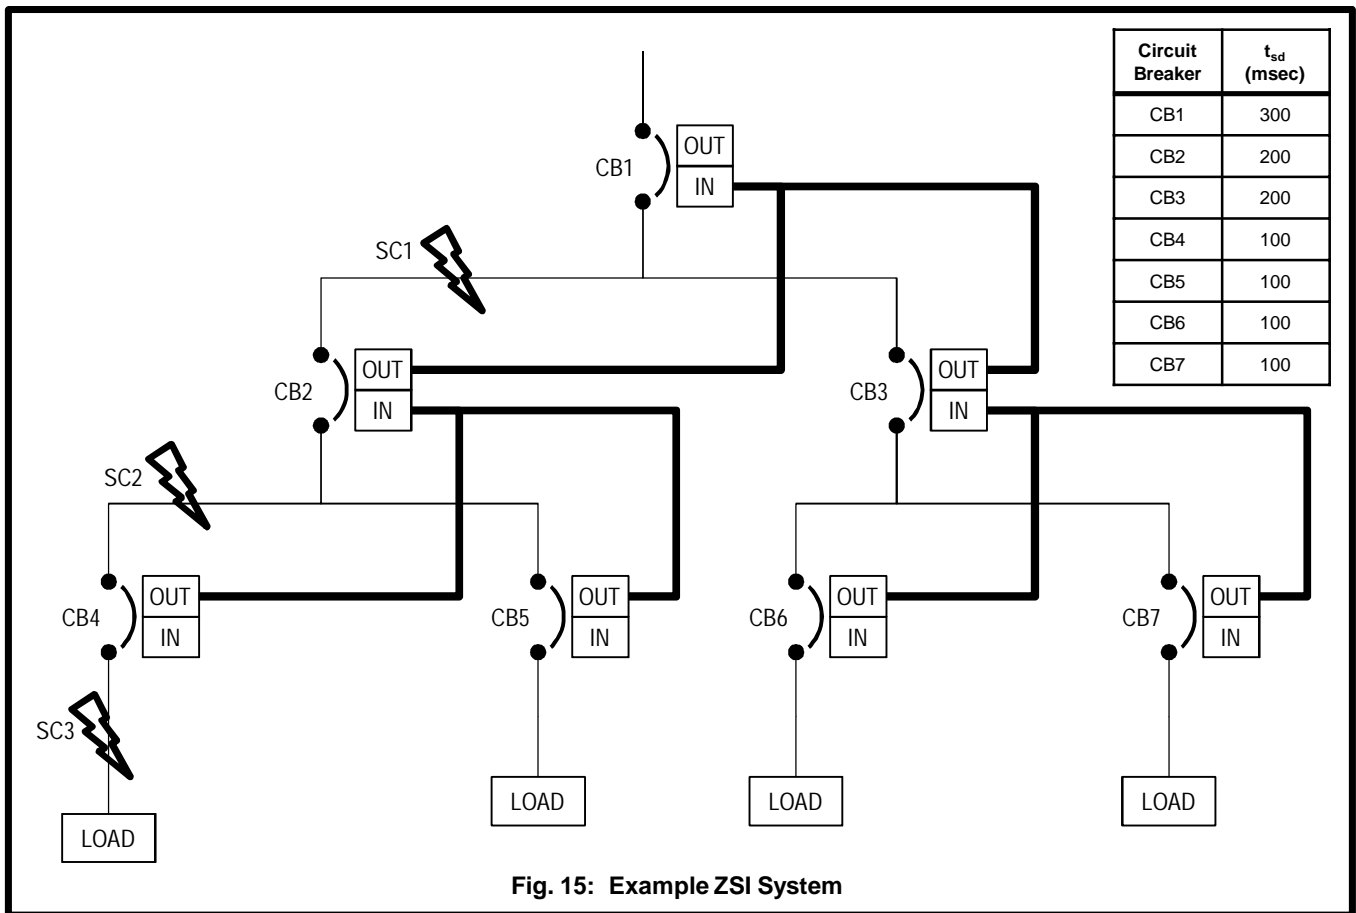 Circuit Breaker
t_sd (msec)
CB1 300
CB2 200
CB3 200
CB4 100
CB5 100
CB6 100
CB7 100
OUT
CB1
IN
SC1
OUT
CB2
IN
OUT
CB3
IN
SC2
OUT
CB4
IN
OUT
CB5
IN
OUT
CB6
IN
OUT
CB7
IN
SC3
LOAD
LOAD
LOAD
LOAD
Fig. 15: Example ZSI System